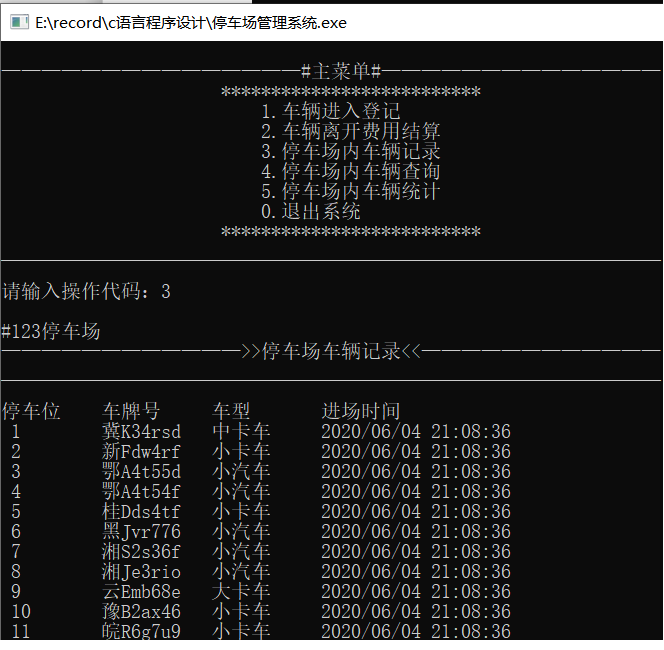 E:\record\c语言程序设计\停车场管理系统.exe
———————————————#主菜单#——————————————
**************************
1.车辆进入登记
2.车辆离开费用结算
3.停车场内车辆记录
4.停车场内车辆查询
5.停车场内车辆统计
0.退出系统
**************************
请输入操作代码：3
#123停车场
————————————>>停车场车辆记录<<————————————
停车位 车牌号 车型 进场时间
1 冀K34rsd 中卡车 2020/06/04 21:08:36
2 新Fdw4rf 小卡车 2020/06/04 21:08:36
3 鄂A4t55d 小汽车 2020/06/04 21:08:36
4 鄂A4t54f 小汽车 2020/06/04 21:08:36
5 桂Dds4tf 小卡车 2020/06/04 21:08:36
6 黑Jvr776 小汽车 2020/06/04 21:08:36
7 湘S2s36f 小汽车 2020/06/04 21:08:36
8 湘Je3rio 小汽车 2020/06/04 21:08:36
9 云Emb68e 大卡车 2020/06/04 21:08:36
10 豫B2ax46 小卡车 2020/06/04 21:08:36
11 皖R6g7u9 小卡车 2020/06/04 21:08:36